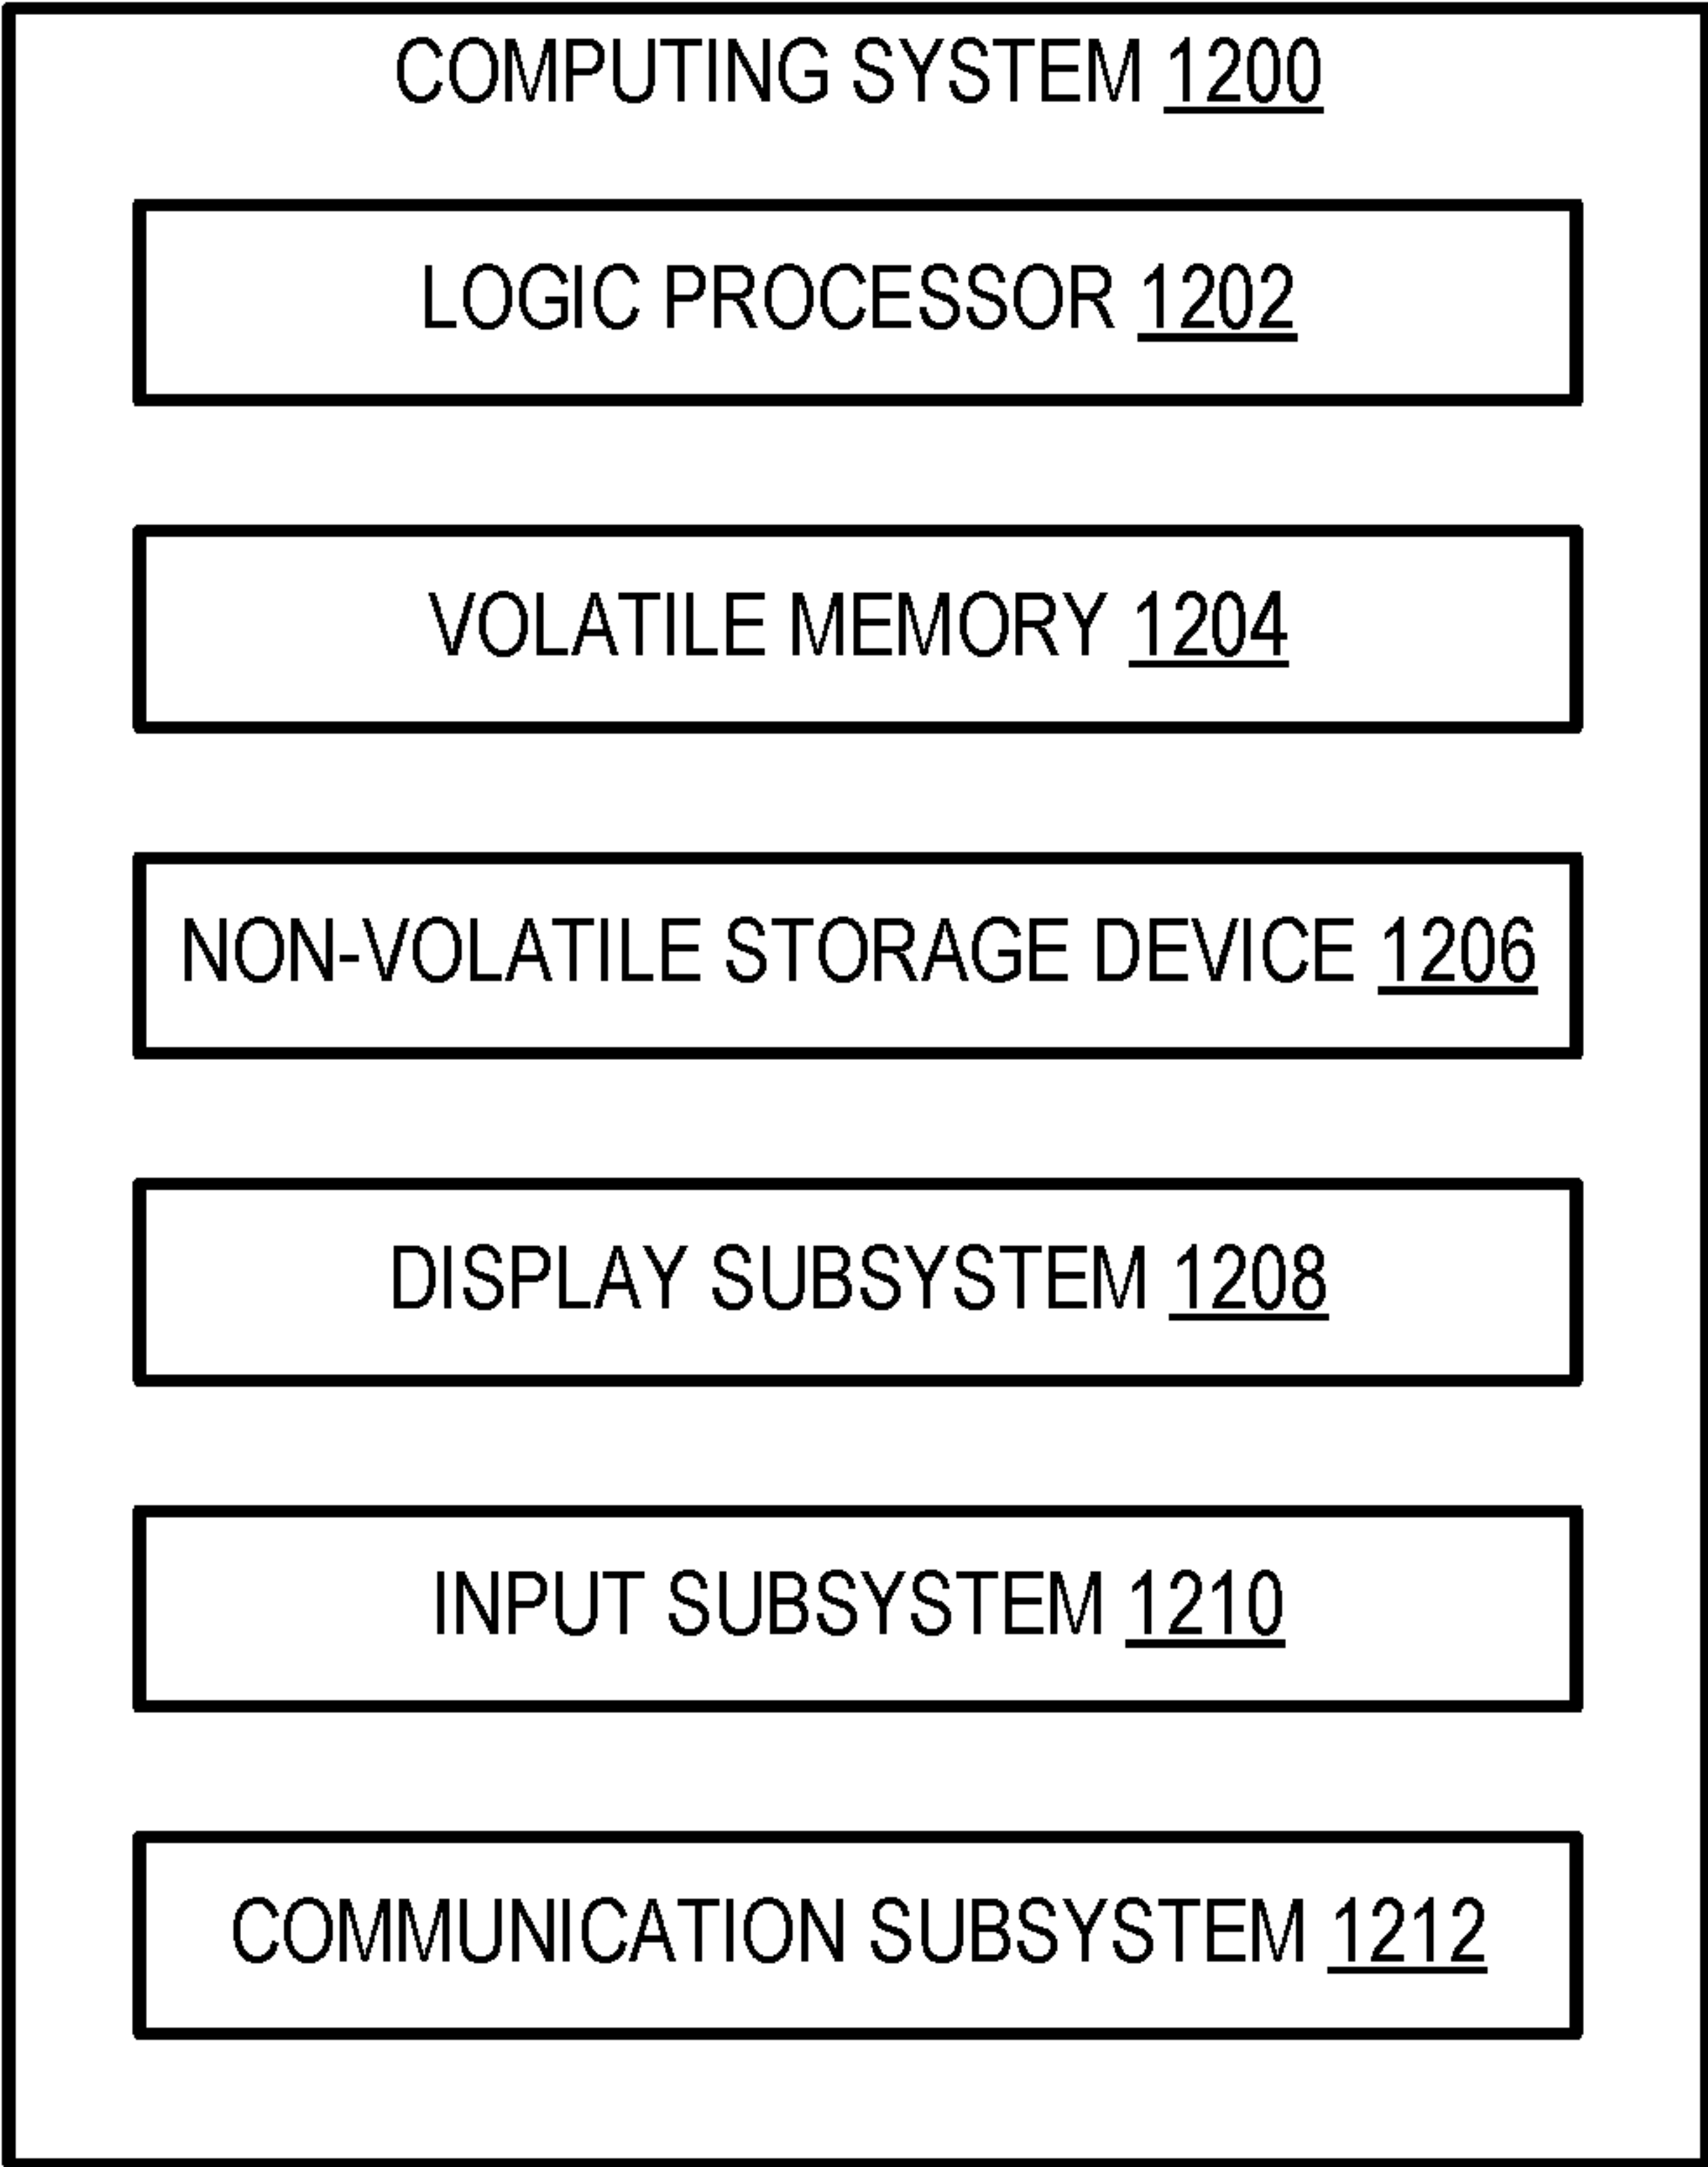 COMPUTING SYSTEM 1200
LOGIC PROCESSOR 1202
VOLATILE MEMORY 1204
NON-VOLATILE STORAGE DEVICE 1206
DISPLAY SUBSYSTEM 1208
INPUT SUBSYSTEM 1210
COMMUNICATION SUBSYSTEM 1212